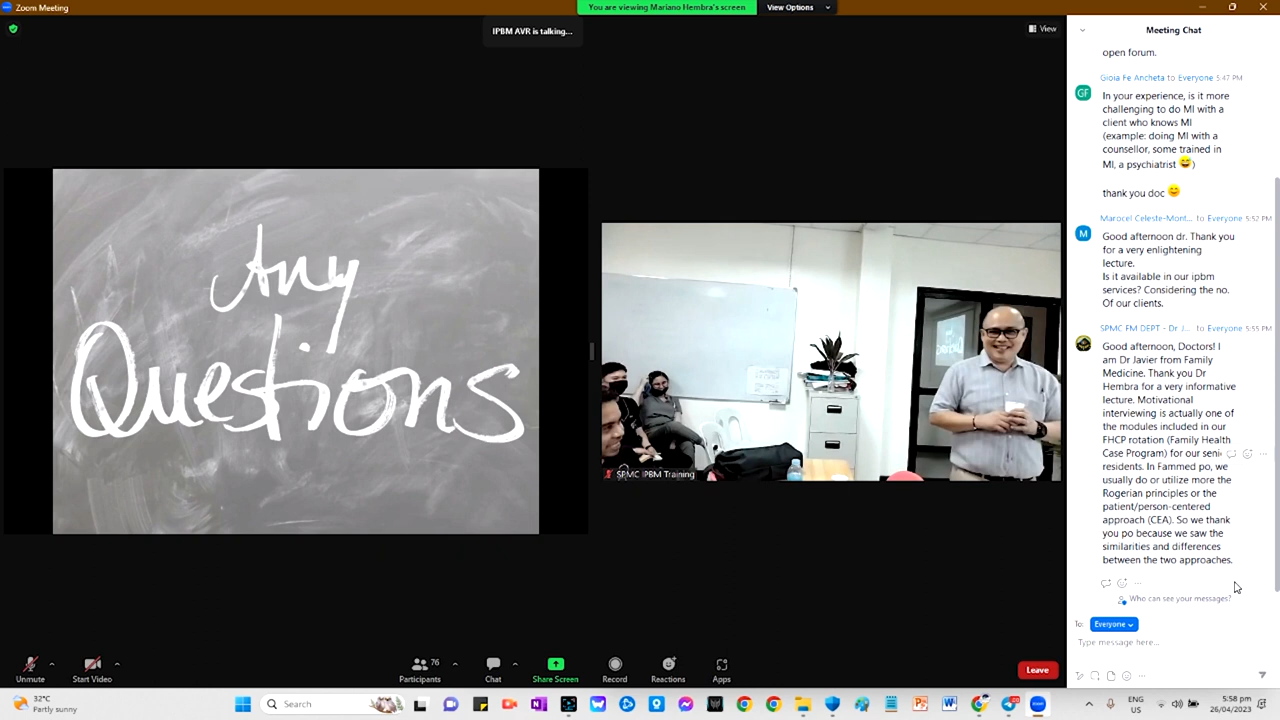 Zoom Meeting
You are viewing Mariano Hembra's screen
View Options
IPBM AVR is talking...
View
Any
Questions
SPMC IPBM Training
Meeting Chat
open forum.
Gioia Fe Ancheta to Everyone 5:47 PM
GF
In your experience, is it more
challenging to do MI with a
client who knows MI
(example: doing MI with a
counsellor, some trained in
MI, a psychiatrist 😅)
thank you doc 😊
Marocel Celeste-Mont... to Everyone 5:52 PM
M
Good afternoon dr. Thank you
for a very enlightening
lecture.
Is it available in our ipbm
services? Considering the no.
Of our clients.
SPMC FM DEPT - Dr J... to Everyone 5:55 PM
Good afternoon, Doctors! I
am Dr Javier from Family
Medicine. Thank you Dr
Hembra for a very informative
lecture. Motivational
interviewing is actually one of
the modules included in our
FHCP rotation (Family Health
Case Program) for our seni
residents. In Fammed po, we
usually do or utilize more the
Rogerian principles or the
patient/person-centered
approach (CEA). So we thank
you po because we saw the
similarities and differences
between the two approaches.
Who can see your messages?
To: Everyone
Type message here...
Unmute
Start Video
76
Participants
Chat
Share Screen
Record
Reactions
Apps
Leave
32°C
Partly sunny
Search
ENG
US
5:58 pm
26/04/2023